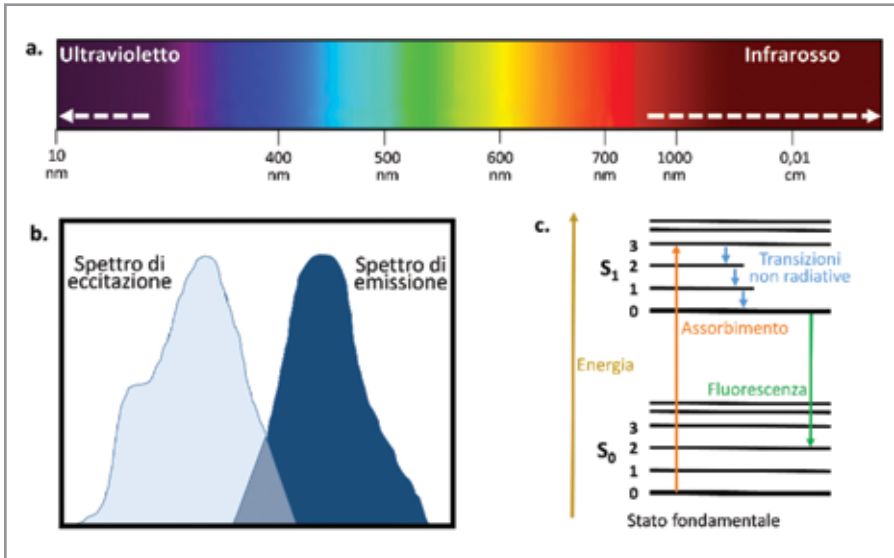 a.
Ultravioletto
Infrarosso
10 nm
400 nm
500 nm
600 nm
700 nm
1000 nm
0,01 cm
b.
Spettro di
eccitazione
Spettro di
emissione
c.
S1
3
2
1
0
Transizioni
non radiative
Assorbimento
Energia
Fluorescenza
S0
3
2
1
0
Stato fondamentale